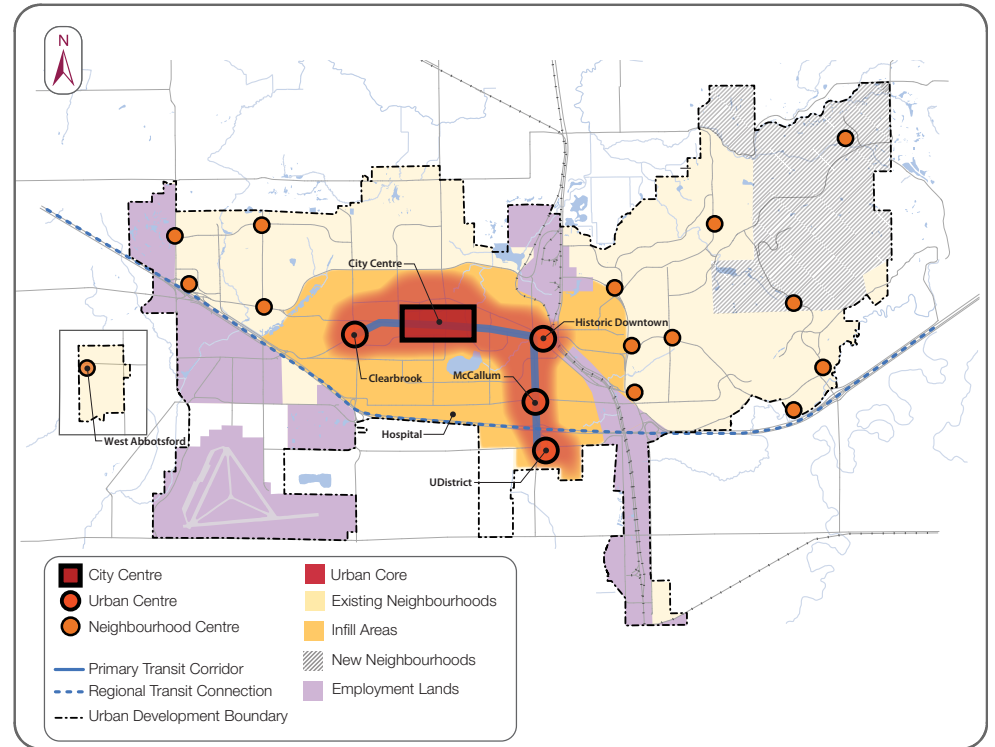 N
City Centre
Historic Downtown
Clearbrook
McCallum
West Abbotsford
Hospital
UDistrict
City Centre
Urban Centre
Neighbourhood Centre
Primary Transit Corridor
Regional Transit Connection
Urban Development Boundary
Urban Core
Existing Neighbourhoods
Infill Areas
New Neighbourhoods
Employment Lands